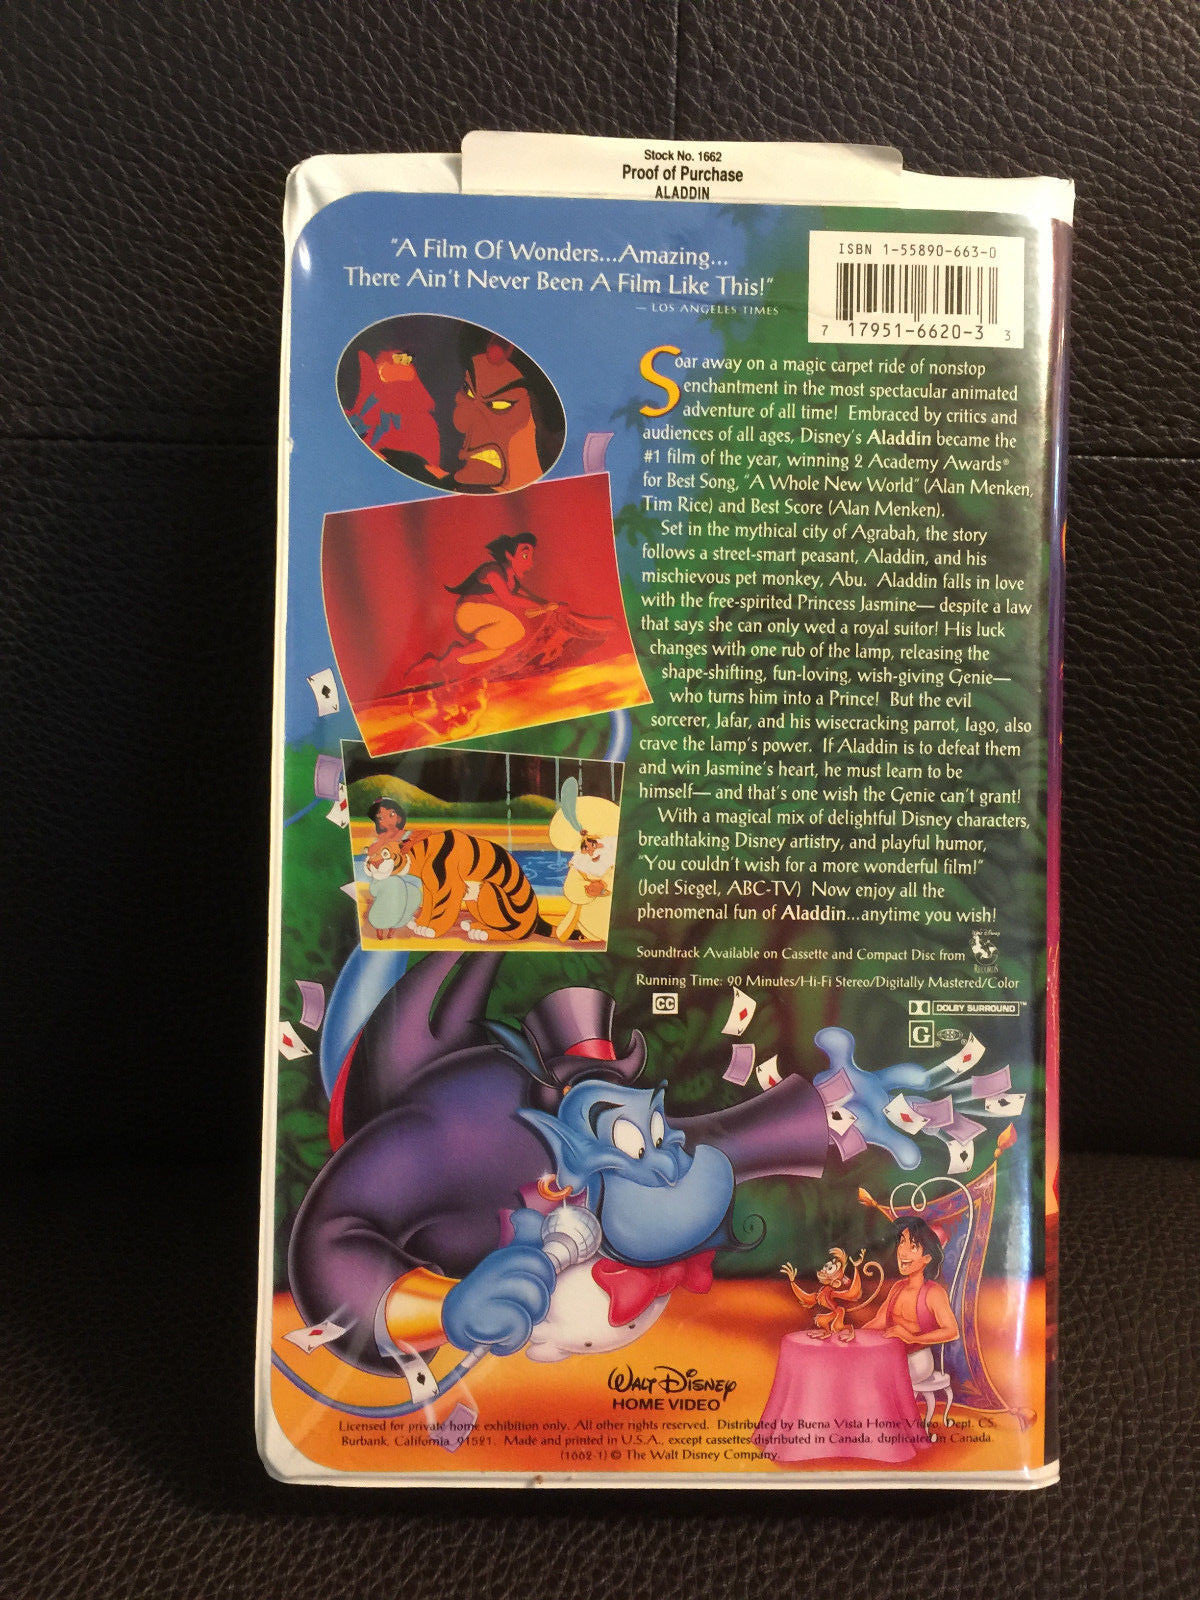 Stock No. 1662
Proof of Purchase
ALADDIN
"A Film Of Wonders...Amazing...
There Ain't Never Been A Film Like This!"
— LOS ANGELES TIMES
ISBN 1-55890-663-0
7 17951-6620-3 3
Soar away on a magic carpet ride of nonstop
enchantment in the most spectacular animated
adventure of all time! Embraced by critics and
audiences of all ages, Disney's Aladdin became the
#1 film of the year, winning 2 Academy Awards®
for Best Song, "A Whole New World" (Alan Menken,
Tim Rice) and Best Score (Alan Menken).
Set in the mythical city of Agrabah, the story
follows a street-smart peasant, Aladdin, and his
mischievous pet monkey, Abu. Aladdin falls in love
with the free-spirited Princess Jasmine— despite a law
that says she can only wed a royal suitor! His luck
changes with one rub of the lamp, releasing the
shape-shifting, fun-loving, wish-giving Genie—
who turns him into a Prince! But the evil
sorcerer, Jafar, and his wisecracking parrot, Iago, also
crave the lamp's power. If Aladdin is to defeat them
and win Jasmine's heart, he must learn to be
himself— and that's one wish the Genie can't grant!
With a magical mix of delightful Disney characters,
breathtaking Disney artistry, and playful humor,
"You couldn't wish for a more wonderful film!"
(Joel Siegel, ABC-TV) Now enjoy all the
phenomenal fun of Aladdin...anytime you wish!
Soundtrack Available on Cassette and Compact Disc from Walt Disney RECORDS
Running Time: 90 Minutes/Hi-Fi Stereo/Digitally Mastered/Color
CC
DOLBY SURROUND™
G®
WALT DISNEY
HOME VIDEO
Licensed for private home exhibition only. All other rights reserved. Distributed by Buena Vista Home Video, Dept. CS,
Burbank, California 91521. Made and printed in U.S.A., except cassettes distributed in Canada, duplicated in Canada.
(1662-1) © The Walt Disney Company.